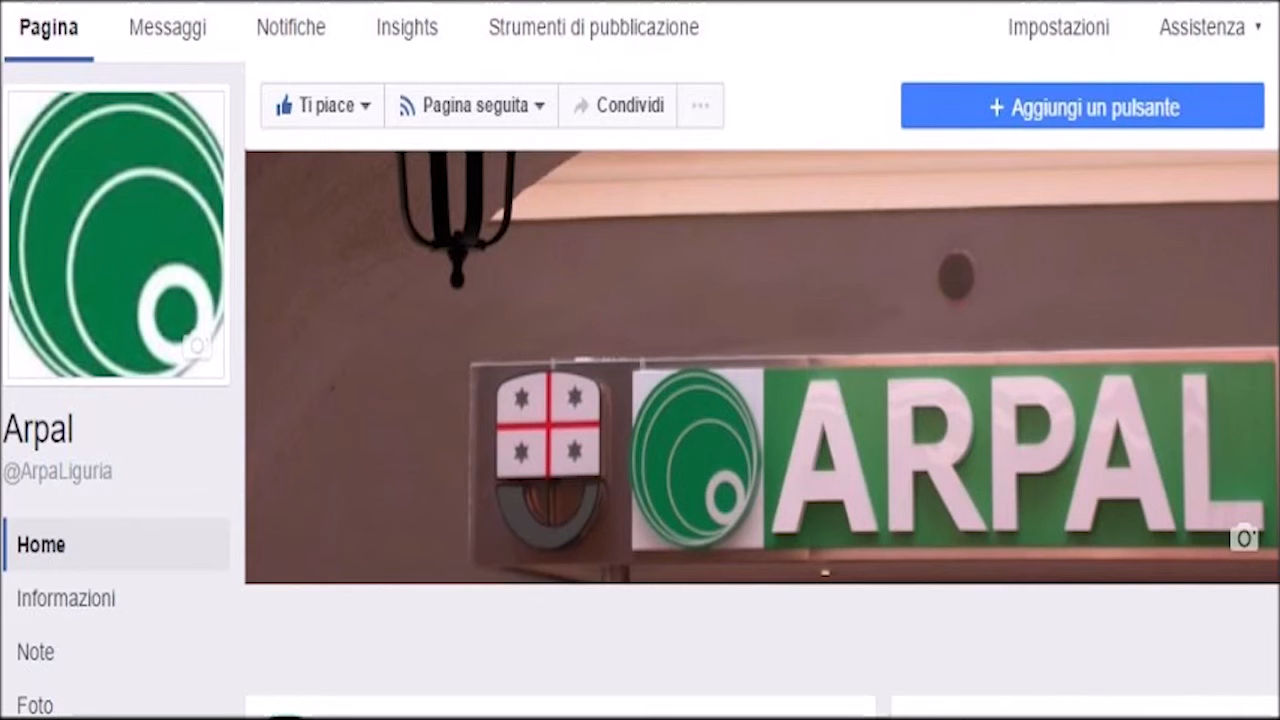 Pagina Messaggi Notifiche Insights Strumenti di pubblicazione Impostazioni Assistenza
Ti piace Pagina seguita Condividi ... + Aggiungi un pulsante
ARPAL
Arpal
@ArpaLiguria
Home
Informazioni
Note
Foto